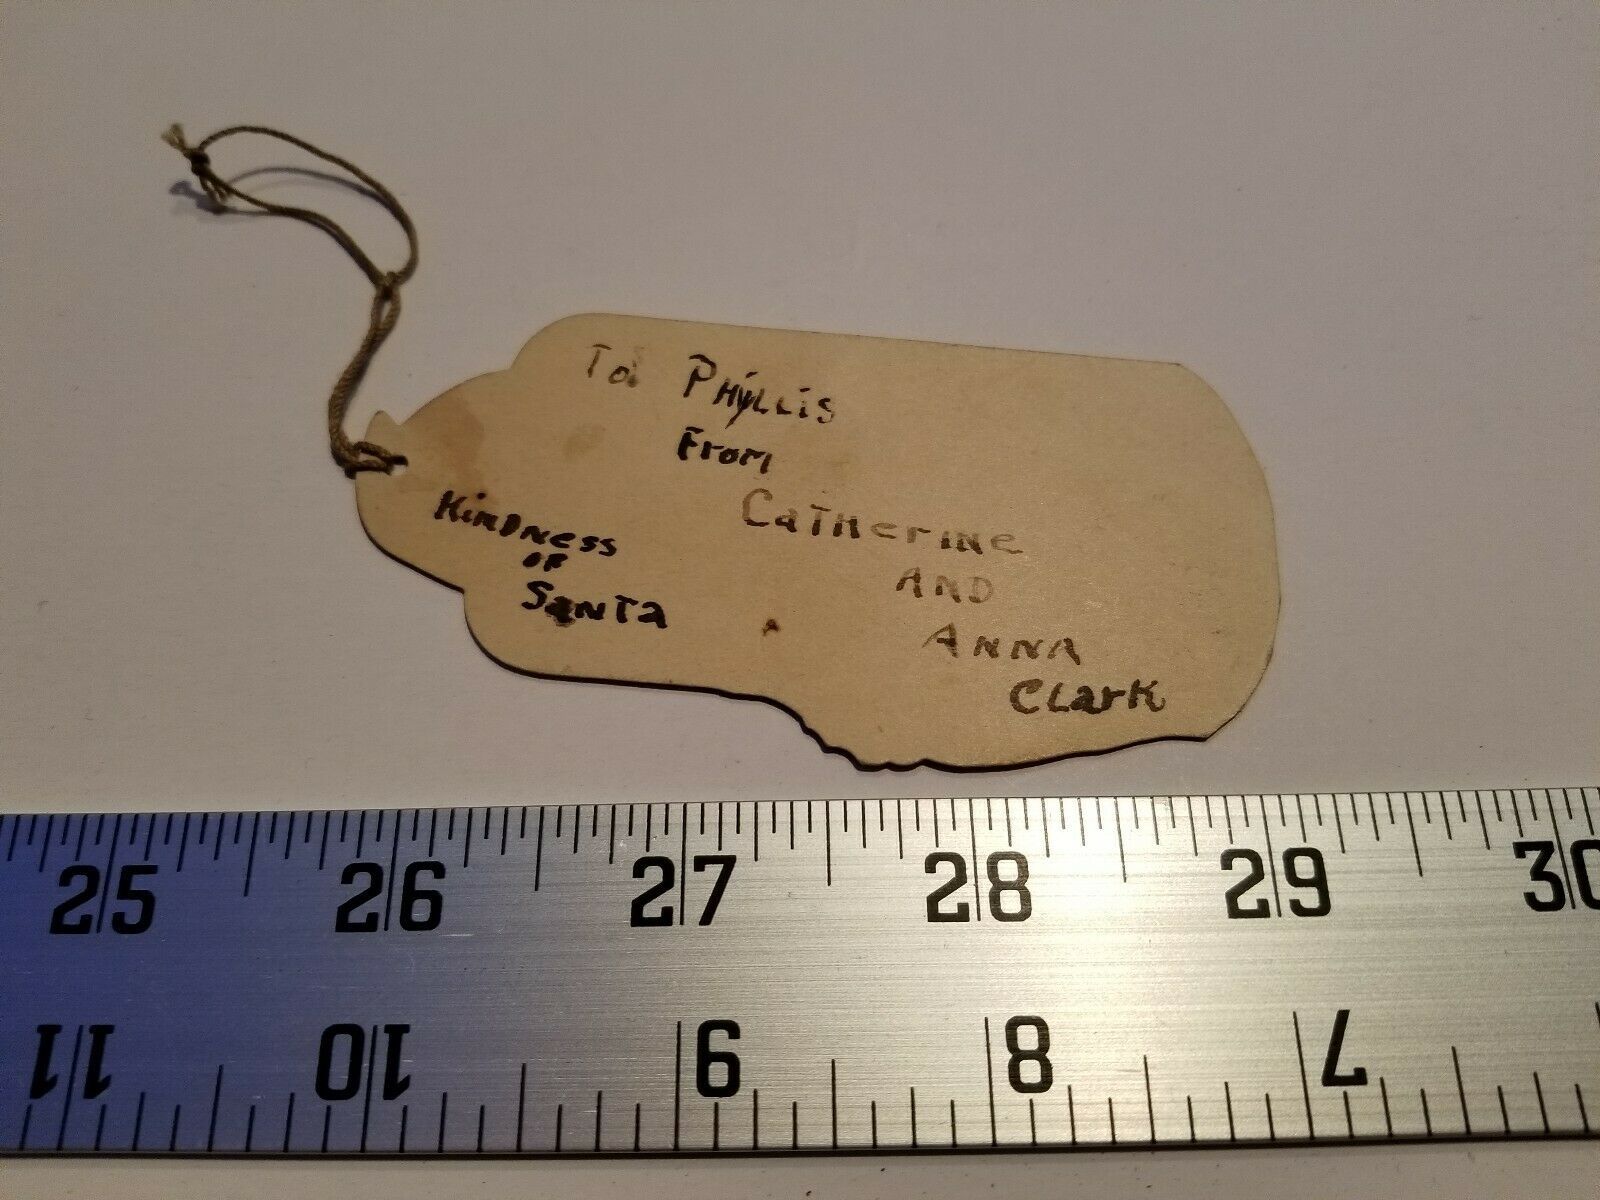 To PHYLLIS
From
CatHerINe
AND
ANNA
CLarK
KinDNess
OF
SaNTa
25 26 27 28 29 30
11 10 9 8 7